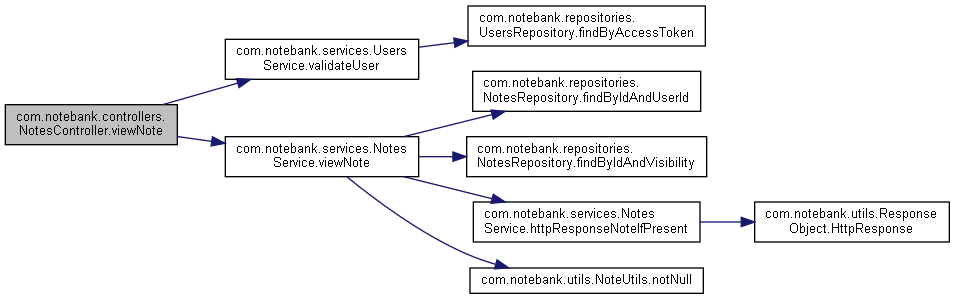 com.notebank.controllers.
NotesController.viewNote
com.notebank.services.Users
Service.validateUser
com.notebank.repositories.
UsersRepository.findByAccessToken
com.notebank.services.Notes
Service.viewNote
com.notebank.repositories.
NotesRepository.findByIdAndUserId
com.notebank.repositories.
NotesRepository.findByIdAndVisibility
com.notebank.services.Notes
Service.httpResponseNoteIfPresent
com.notebank.utils.Response
Object.HttpResponse
com.notebank.utils.NoteUtils.notNull